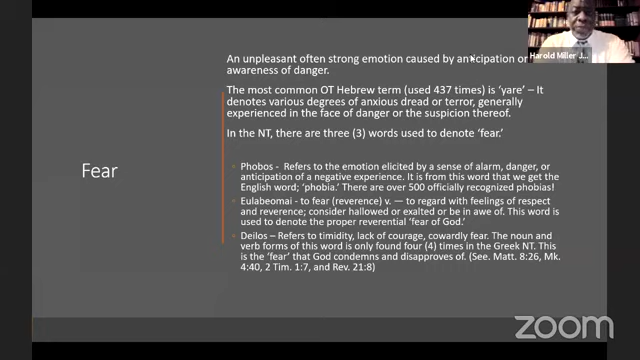 An unpleasant often strong emotion caused by anticipation or
awareness of danger.
The most common OT Hebrew term (used 437 times) is 'yare' – It
denotes various degrees of anxious dread or terror, generally
experienced in the face of danger or the suspicion thereof.
In the NT, there are three (3) words used to denote 'fear.'
Fear
• Phobos - Refers to the emotion elicited by a sense of alarm, danger, or
anticipation of a negative experience. It is from this word that we get the
English word; 'phobia.' There are over 500 officially recognized phobias!
• Eulabeomai - to fear (reverence) v. — to regard with feelings of respect
and reverence; consider hallowed or exalted or be in awe of. This word is
used to denote the proper reverential 'fear of God.'
• Deilos – Refers to timidity, lack of courage, cowardly fear. The noun and
verb forms of this word is only found four (4) times in the Greek NT. This
is the 'fear' that God condemns and disapproves of. (See. Matt. 8:26, Mk.
4:40, 2 Tim. 1:7, and Rev. 21:8)
Harold Miller J...
zoom